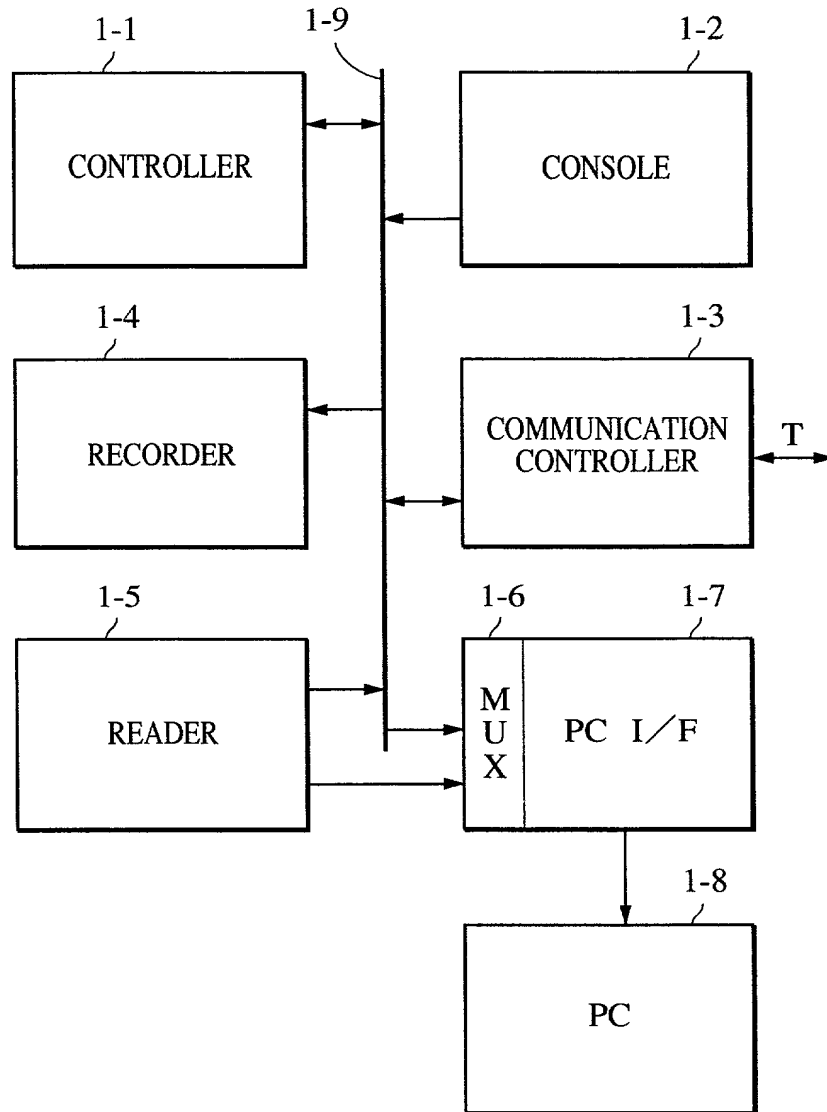 1-1
1-9
1-2
CONTROLLER
CONSOLE
1-4
1-3
RECORDER
COMMUNICATION
CONTROLLER
T
1-5
1-6
1-7
READER
M
U
X
PC I/F
1-8
PC